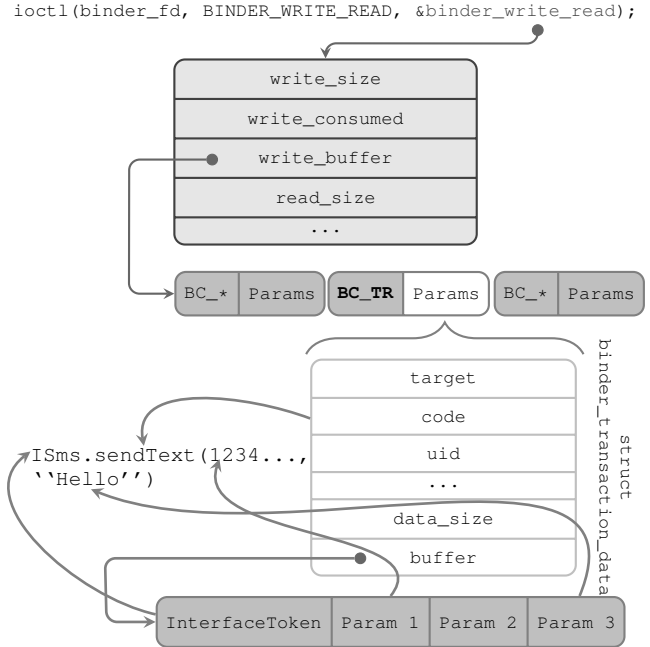 ioctl(binder_fd, BINDER_WRITE_READ, &binder_write_read);
write_size
write_consumed
write_buffer
read_size
...
BC_* Params BC_TR Params BC_* Params
target
code
uid
...
data_size
buffer
struct
binder_transaction_data
ISms.sendText(1234...,
‘‘Hello’’)
InterfaceToken Param 1 Param 2 Param 3